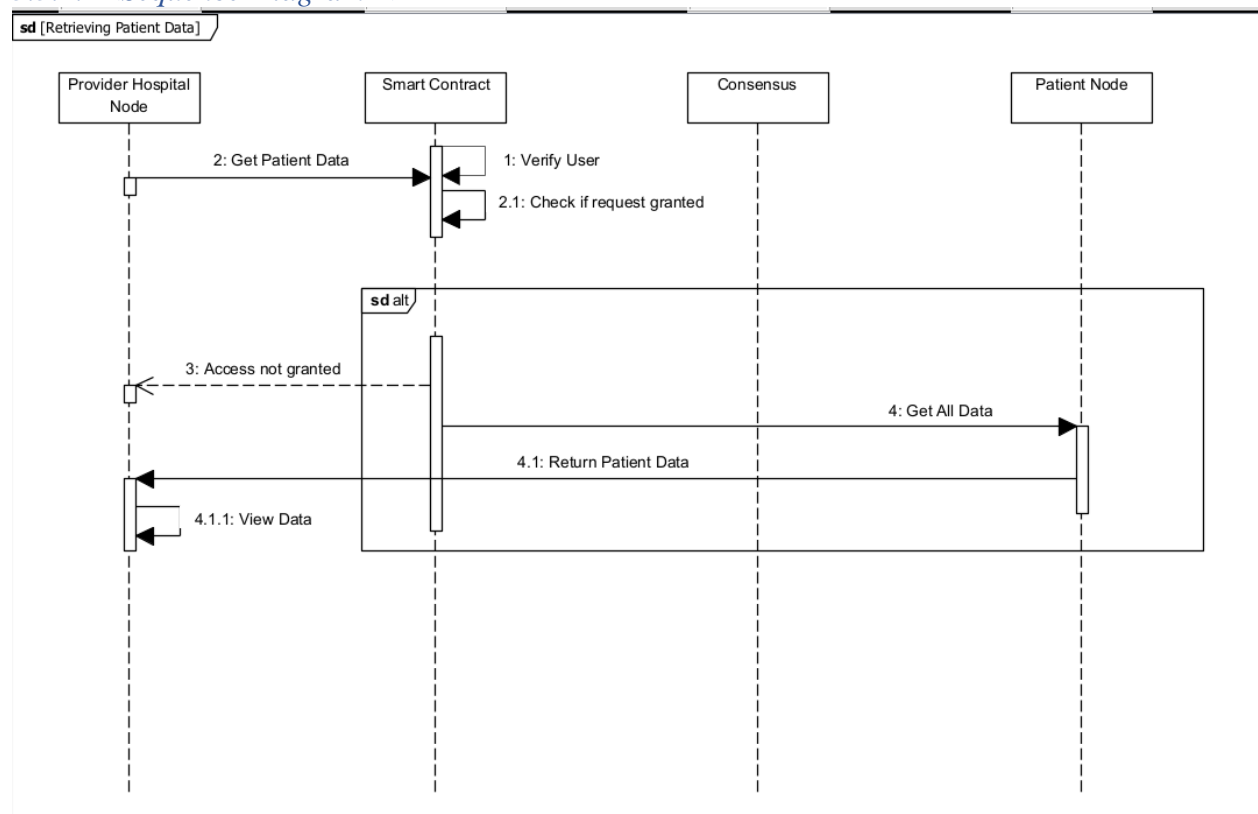 Sequence Diagram
sd [Retrieving Patient Data]
Provider Hospital
Node
Smart Contract
Consensus
Patient Node
2: Get Patient Data
1: Verify User
2.1: Check if request granted
sd alt
3: Access not granted
4: Get All Data
4.1: Return Patient Data
4.1.1: View Data